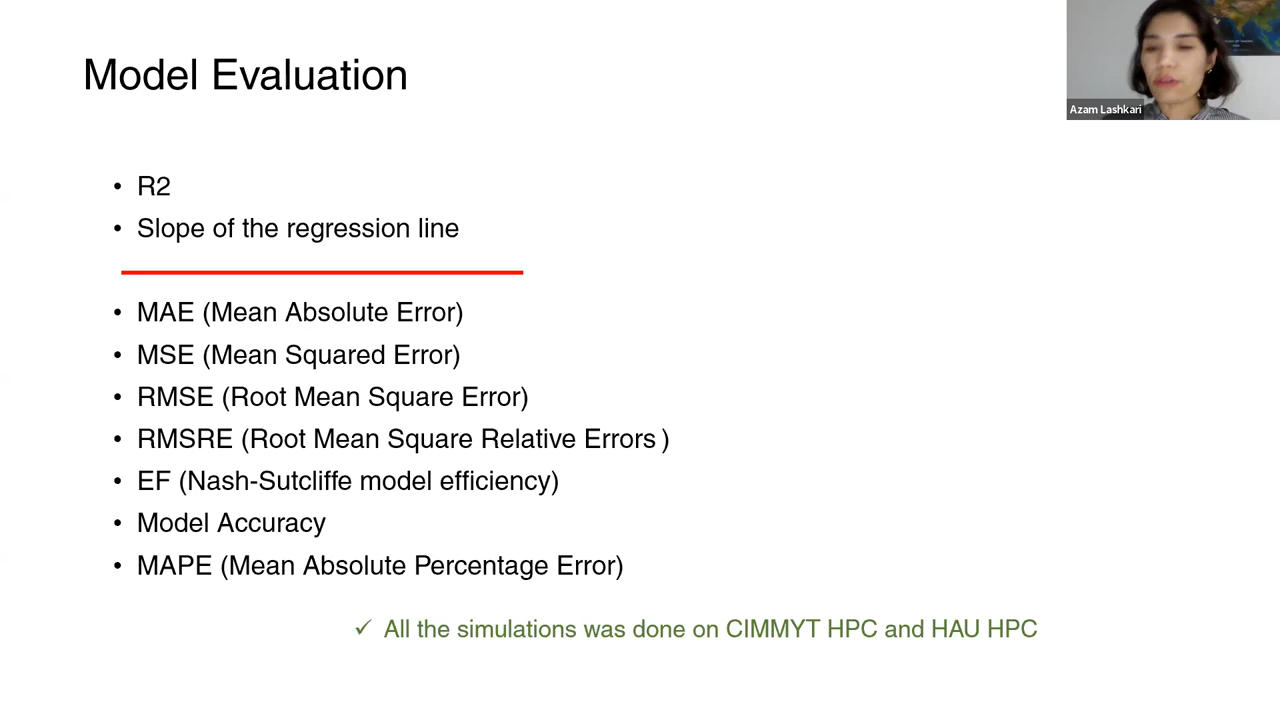 Model Evaluation
Azam Lashkari
• R2
• Slope of the regression line
• MAE (Mean Absolute Error)
• MSE (Mean Squared Error)
• RMSE (Root Mean Square Error)
• RMSRE (Root Mean Square Relative Errors )
• EF (Nash-Sutcliffe model efficiency)
• Model Accuracy
• MAPE (Mean Absolute Percentage Error)
✓ All the simulations was done on CIMMYT HPC and HAU HPC